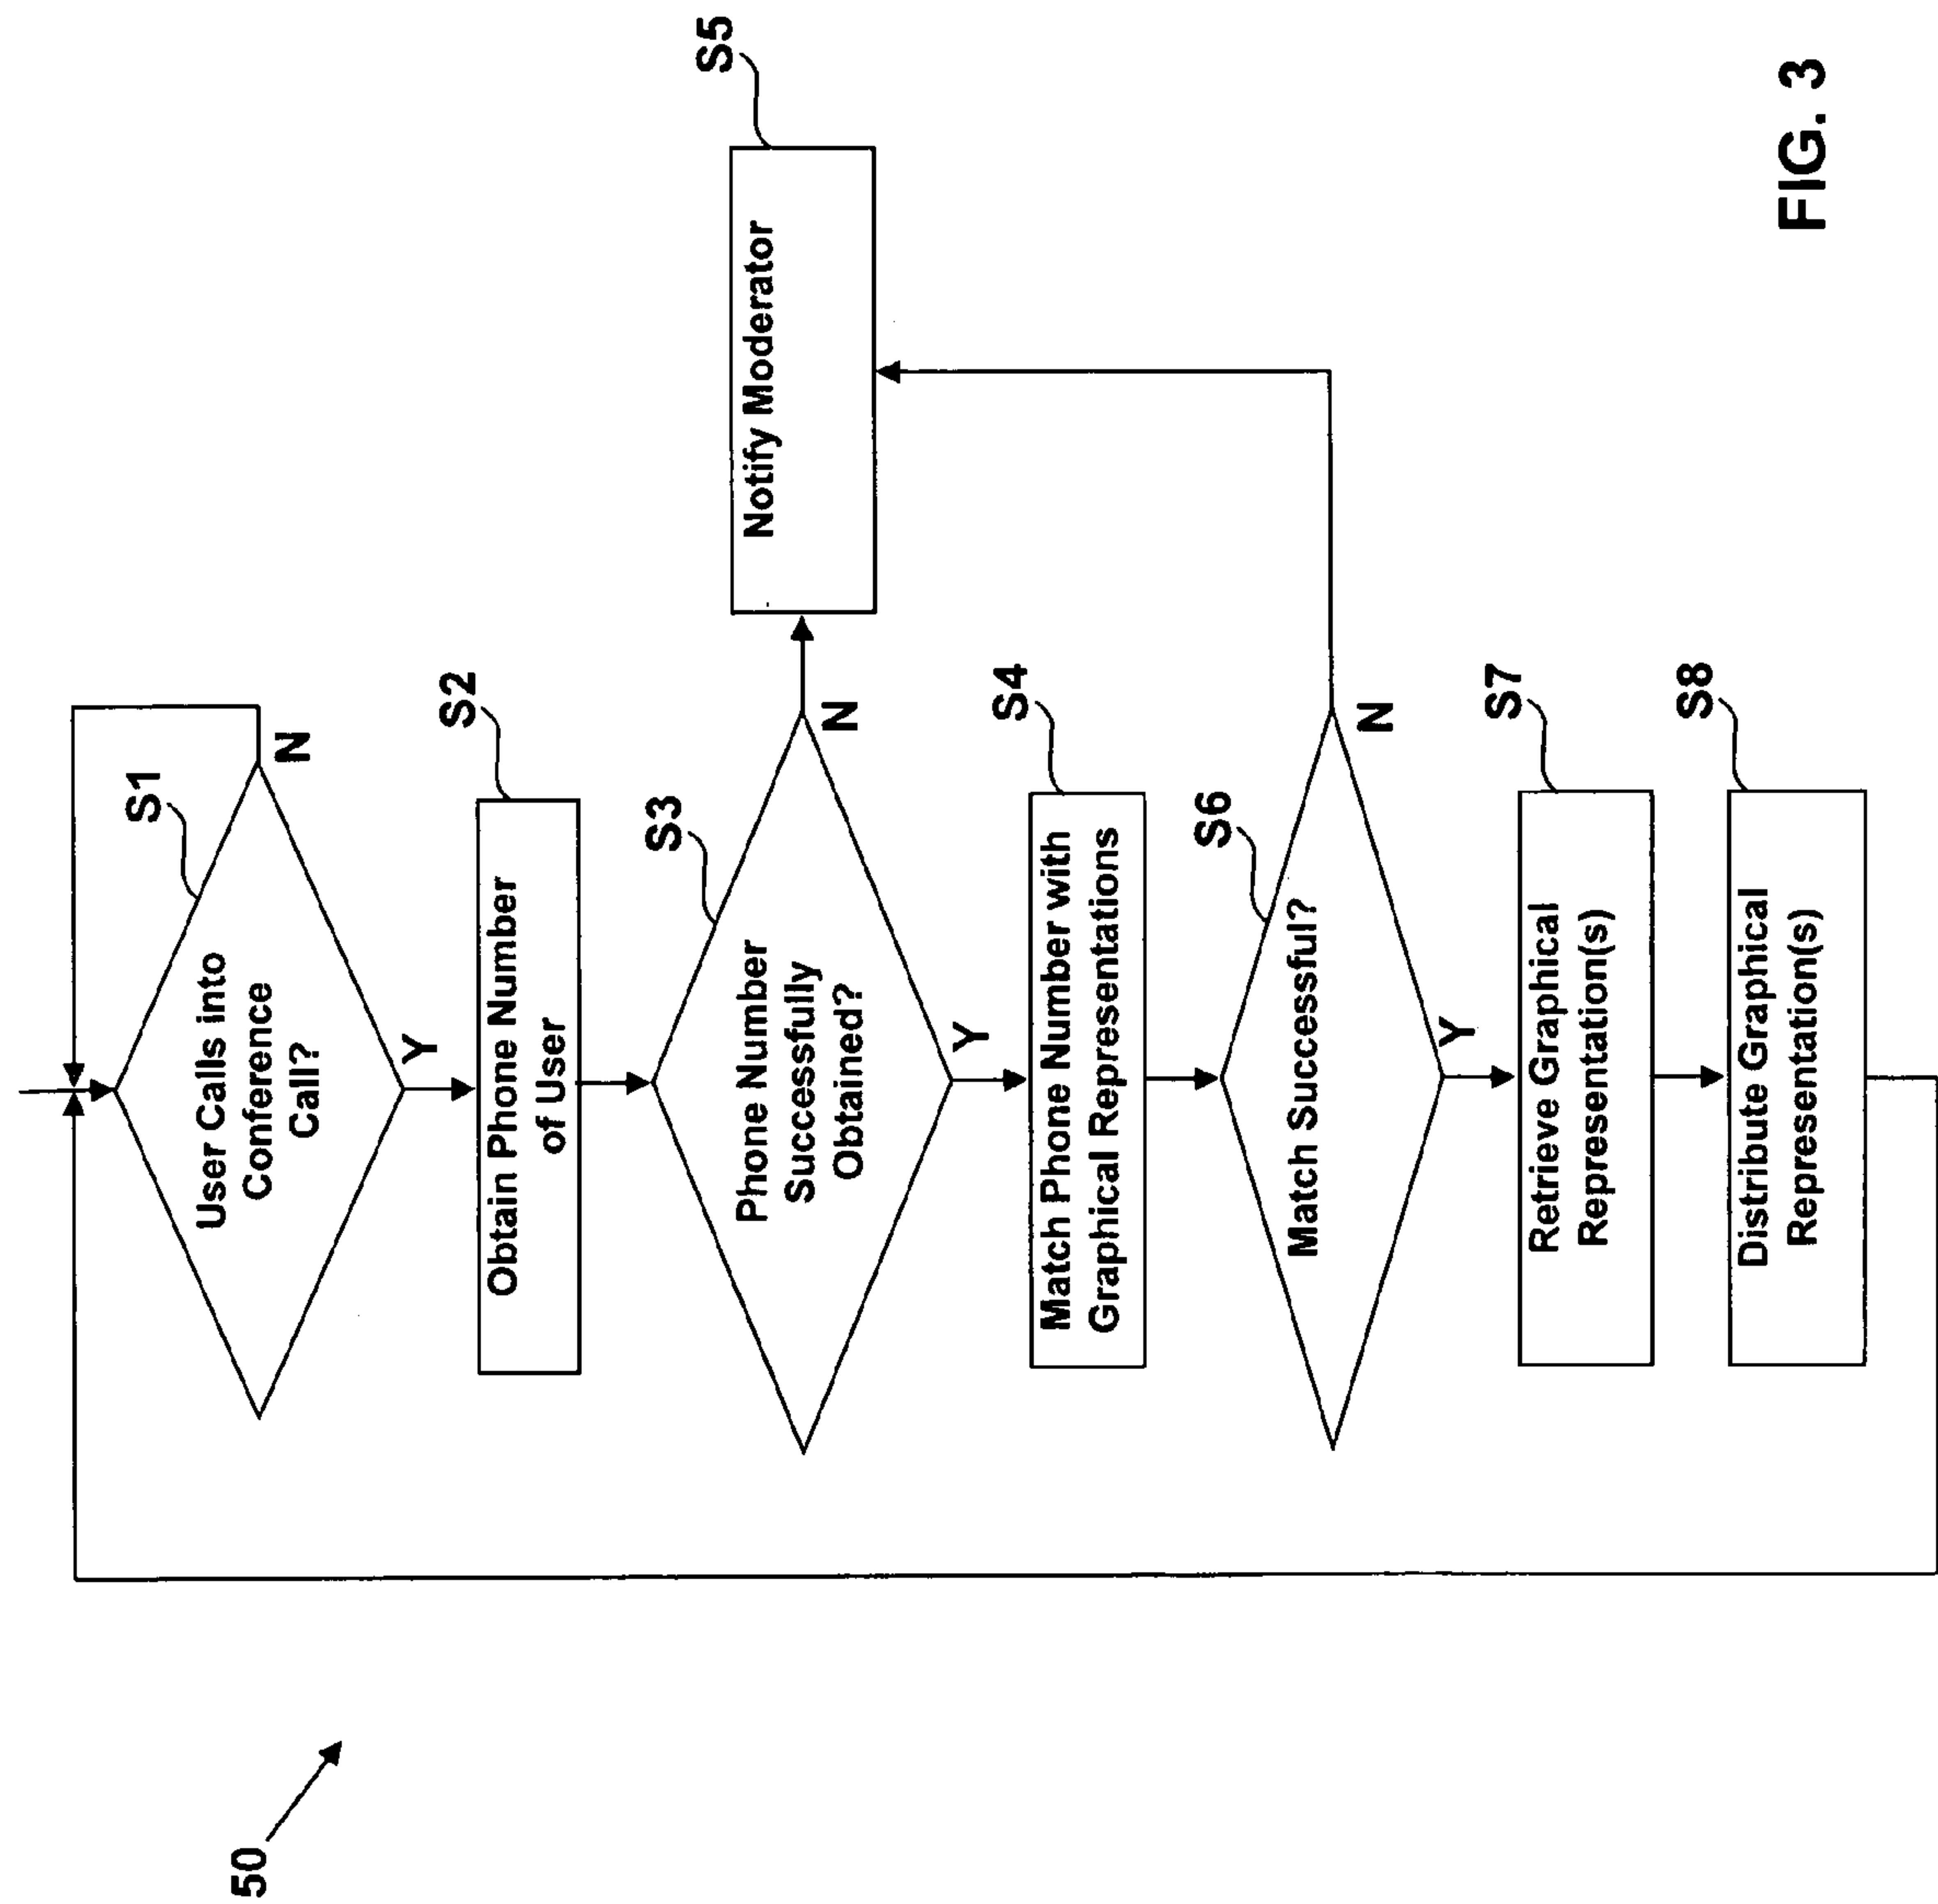 50
S1
User Calls into
Conference
Call?
N
Y
S2
Obtain Phone Number
of User
S3
Phone Number
Successfully
Obtained?
N
Y
S5
Notify Moderator
S4
Match Phone Number with
Graphical Representations
S6
Match Successful?
N
Y
S7
Retrieve Graphical
Representation(s)
S8
Distribute Graphical
Representation(s)
FIG. 3